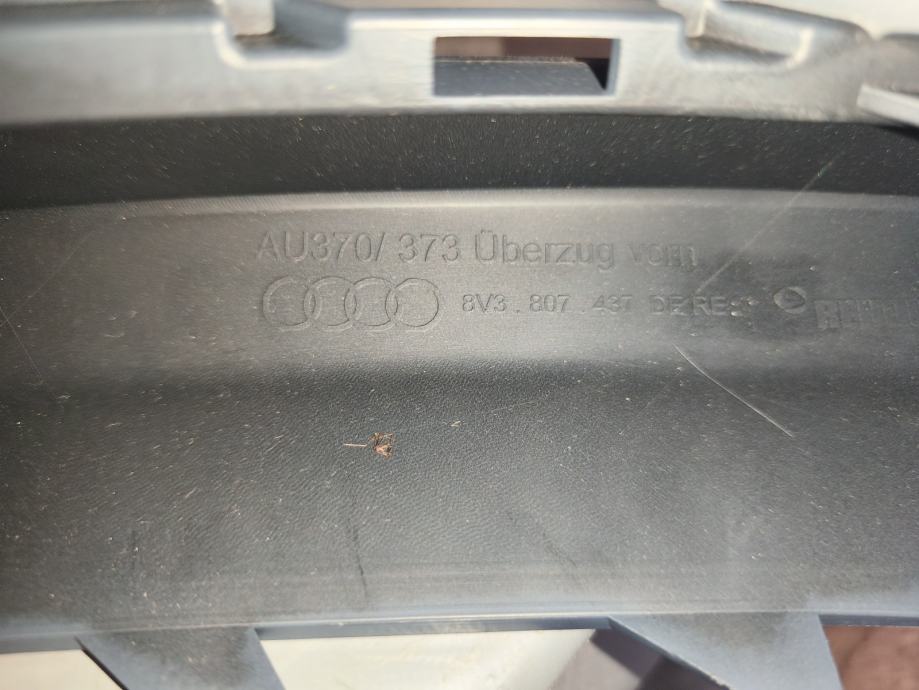 AU370/ 373 Überzug vorn
8V3 . 807 . 437